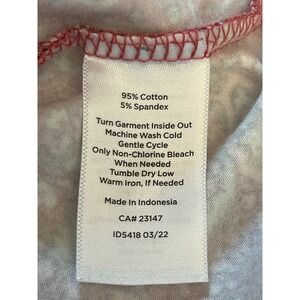 95% Cotton
5% Spandex
Turn Garment Inside Out
Machine Wash Cold
Gentle Cycle
Only Non-Chlorine Bleach
When Needed
Tumble Dry Low
Warm Iron, If Needed
Made in Indonesia
CA# 23147
ID5418 03/22